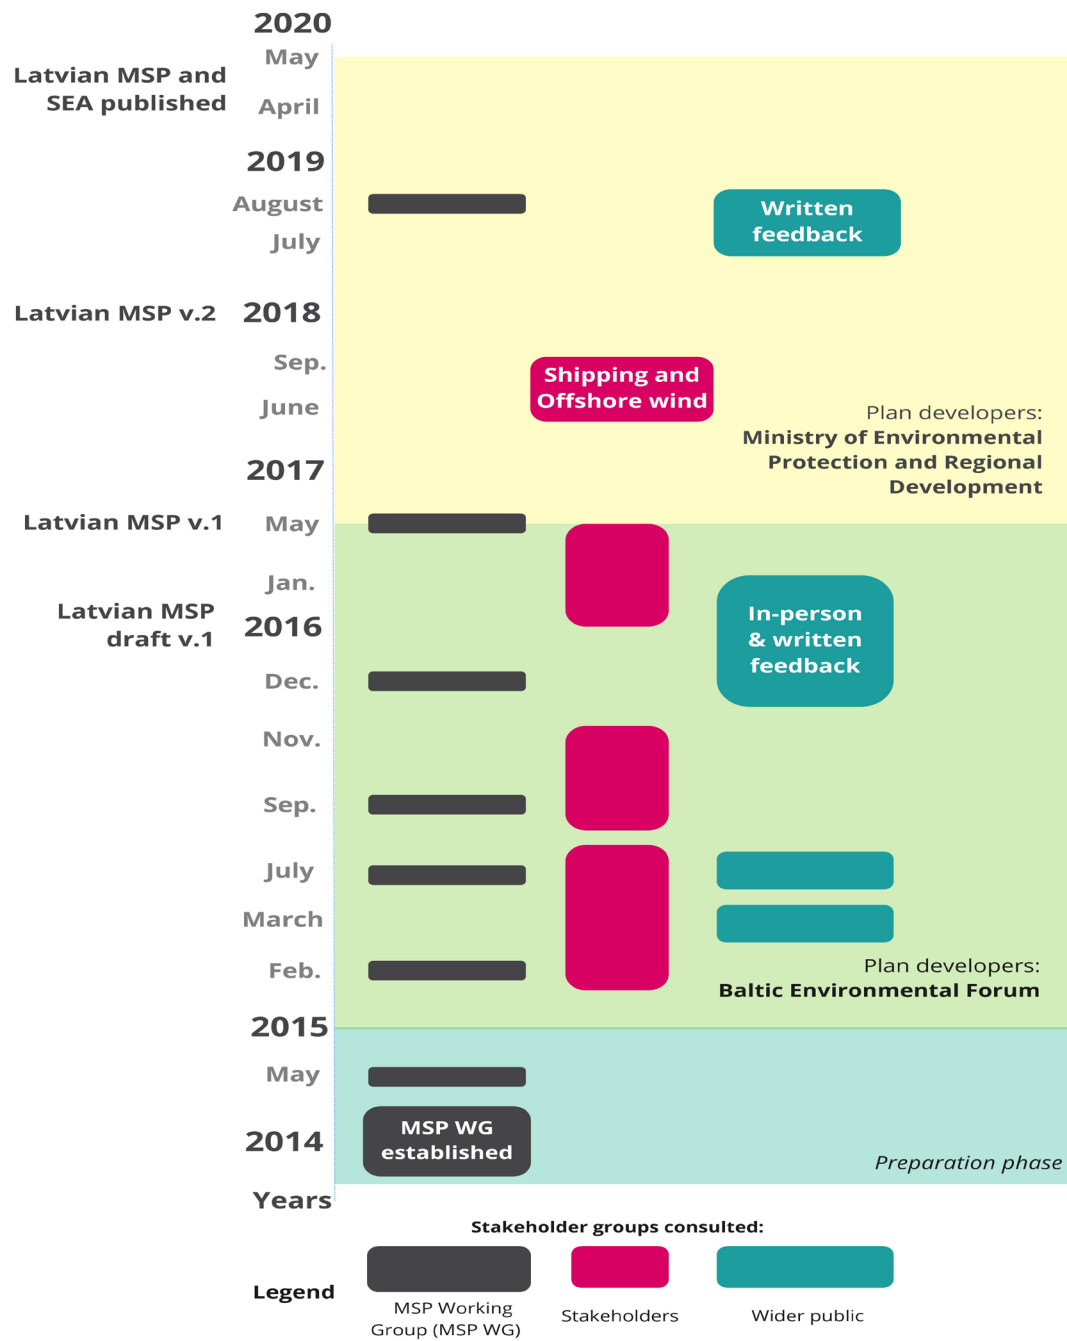 2020
May
Latvian MSP and
SEA published
April
2019
August
Written
feedback
July
Latvian MSP v.2
2018
Sep.
Shipping and
Offshore wind
June
Plan developers:
Ministry of Environmental
Protection and Regional
Development
2017
Latvian MSP v.1
May
Jan.
Latvian MSP
draft v.1
2016
In-person
& written
feedback
Dec.
Nov.
Sep.
July
March
Feb.
Plan developers:
Baltic Environmental Forum
2015
May
MSP WG
established
2014
Preparation phase
Years
Stakeholder groups consulted:
Legend
MSP Working
Group (MSP WG)
Stakeholders
Wider public